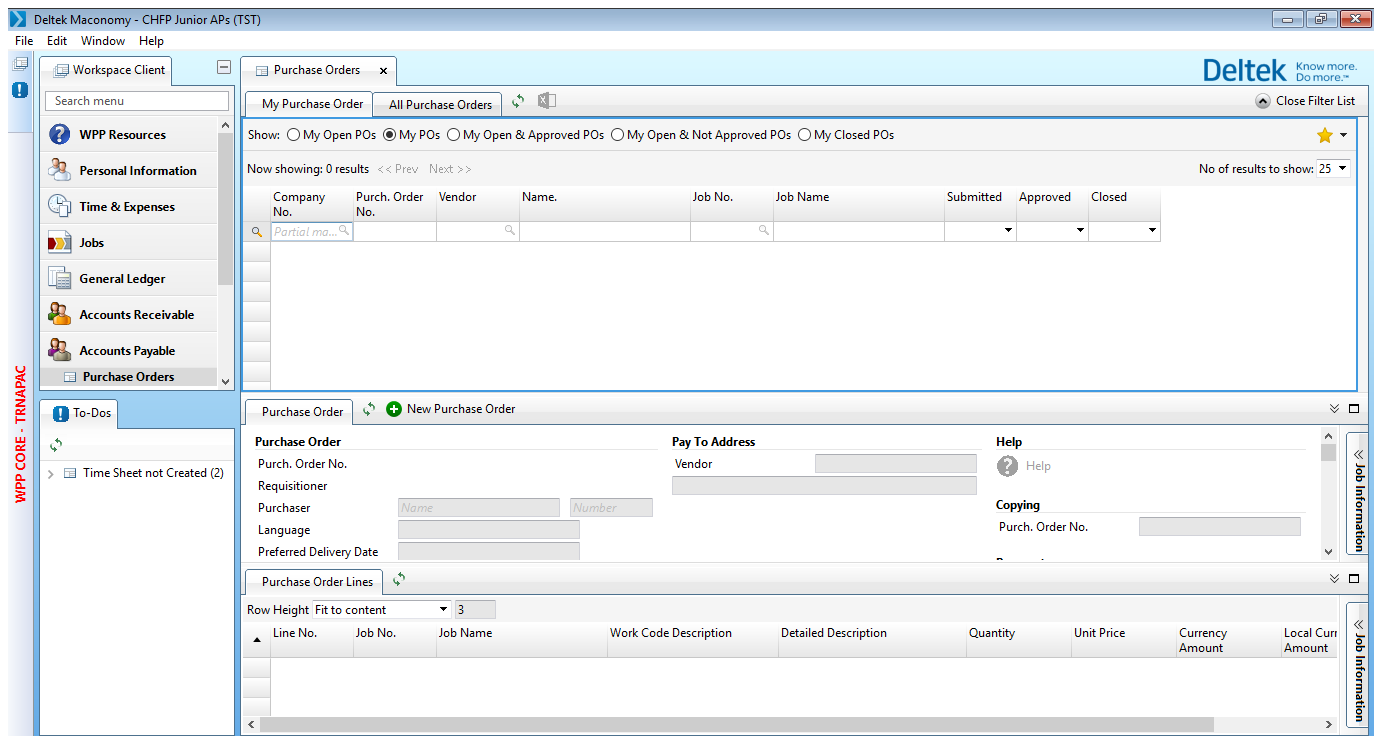 Deltek Maconomy - CHFP Junior APs (TST)
File Edit Window Help
Workspace Client
Search menu
WPP Resources
Personal Information
Time & Expenses
Jobs
General Ledger
Accounts Receivable
Accounts Payable
Purchase Orders
To-Dos
Time Sheet not Created (2)
WPP CORE - TRNAPAC
Purchase Orders
Deltek Know more. Do more.™
My Purchase Order All Purchase Orders
Close Filter List
Show: My Open POs My POs My Open & Approved POs My Open & Not Approved POs My Closed POs
Now showing: 0 results << Prev Next >>
No of results to show: 25
Company No. Purch. Order No. Vendor Name. Job No. Job Name Submitted Approved Closed
Partial ma...
Purchase Order New Purchase Order
Purchase Order
Purch. Order No.
Requisitioner
Purchaser Name Number
Language
Preferred Delivery Date
Pay To Address
Vendor
Help
Help
Copying
Purch. Order No.
<< Job Information
Purchase Order Lines
Row Height Fit to content 3
Line No. Job No. Job Name Work Code Description Detailed Description Quantity Unit Price Currency Amount Local Curr Amount
<< Job Information